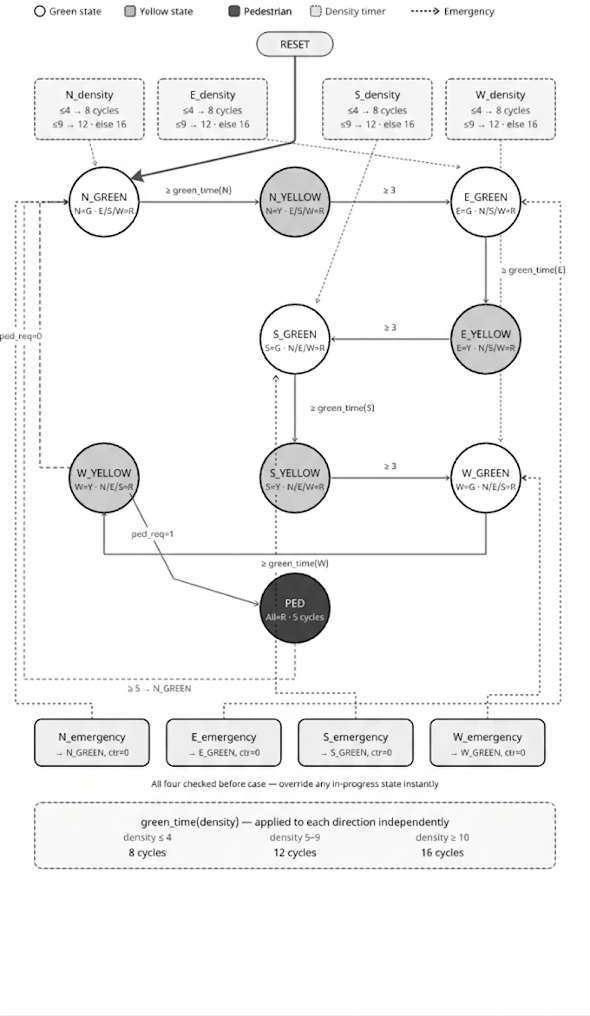 Green state Yellow state Pedestrian Density timer Emergency
RESET
N_density E_density S_density W_density
≤4 → 8 cycles ≤4 → 8 cycles ≤4 → 8 cycles ≤4 → 8 cycles
≤9 → 12 · else 16 ≤9 → 12 · else 16 ≤9 → 12 · else 16 ≤9 → 12 · else 16
N_GREEN ≥ green_time(N) N_YELLOW ≥ 3 E_GREEN
N=G · E/S/W=R N=Y · E/S/W=R E=G · N/S/W=R
≥ green_time(E)
ped_req=0 S_GREEN ≥ 3 E_YELLOW
S=G · N/E/W=R E=Y · N/S/W=R
≥ green_time(S)
W_YELLOW S_YELLOW ≥ 3 W_GREEN
W=Y · N/E/S=R S=Y · N/E/W=R W=G · N/E/S=R
ped_req=1
≥ green_time(W)
PED
All=R · 5 cycles
≥ 5 → N_GREEN
N_emergency E_emergency S_emergency W_emergency
→ N_GREEN, ctr=0 → E_GREEN, ctr=0 → S_GREEN, ctr=0 → W_GREEN, ctr=0
All four checked before case — override any in-progress state instantly
green_time(density) — applied to each direction independently
density ≤ 4 density 5–9 density ≥ 10
8 cycles 12 cycles 16 cycles